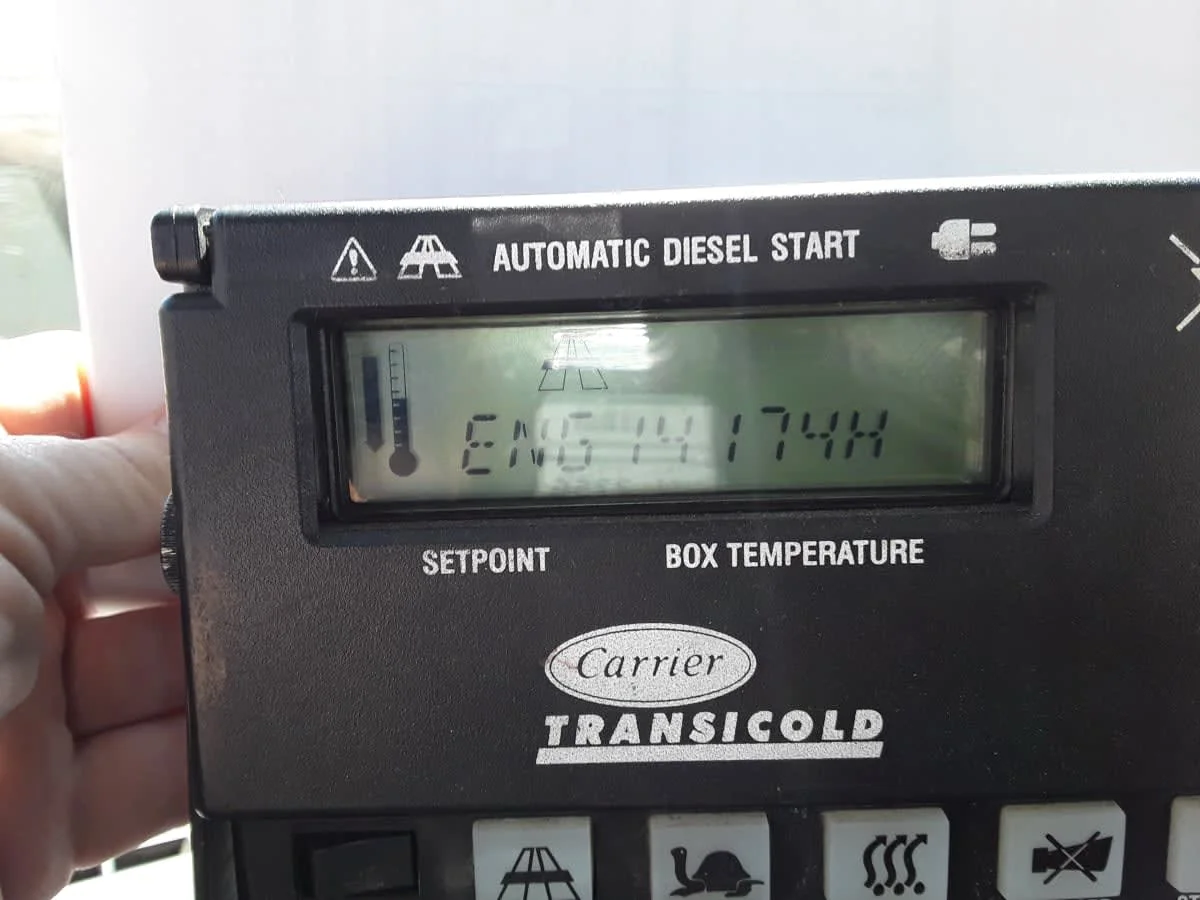 AUTOMATIC DIESEL START
ENG 14174H
SETPOINT
BOX TEMPERATURE
Carrier
TRANSICOLD